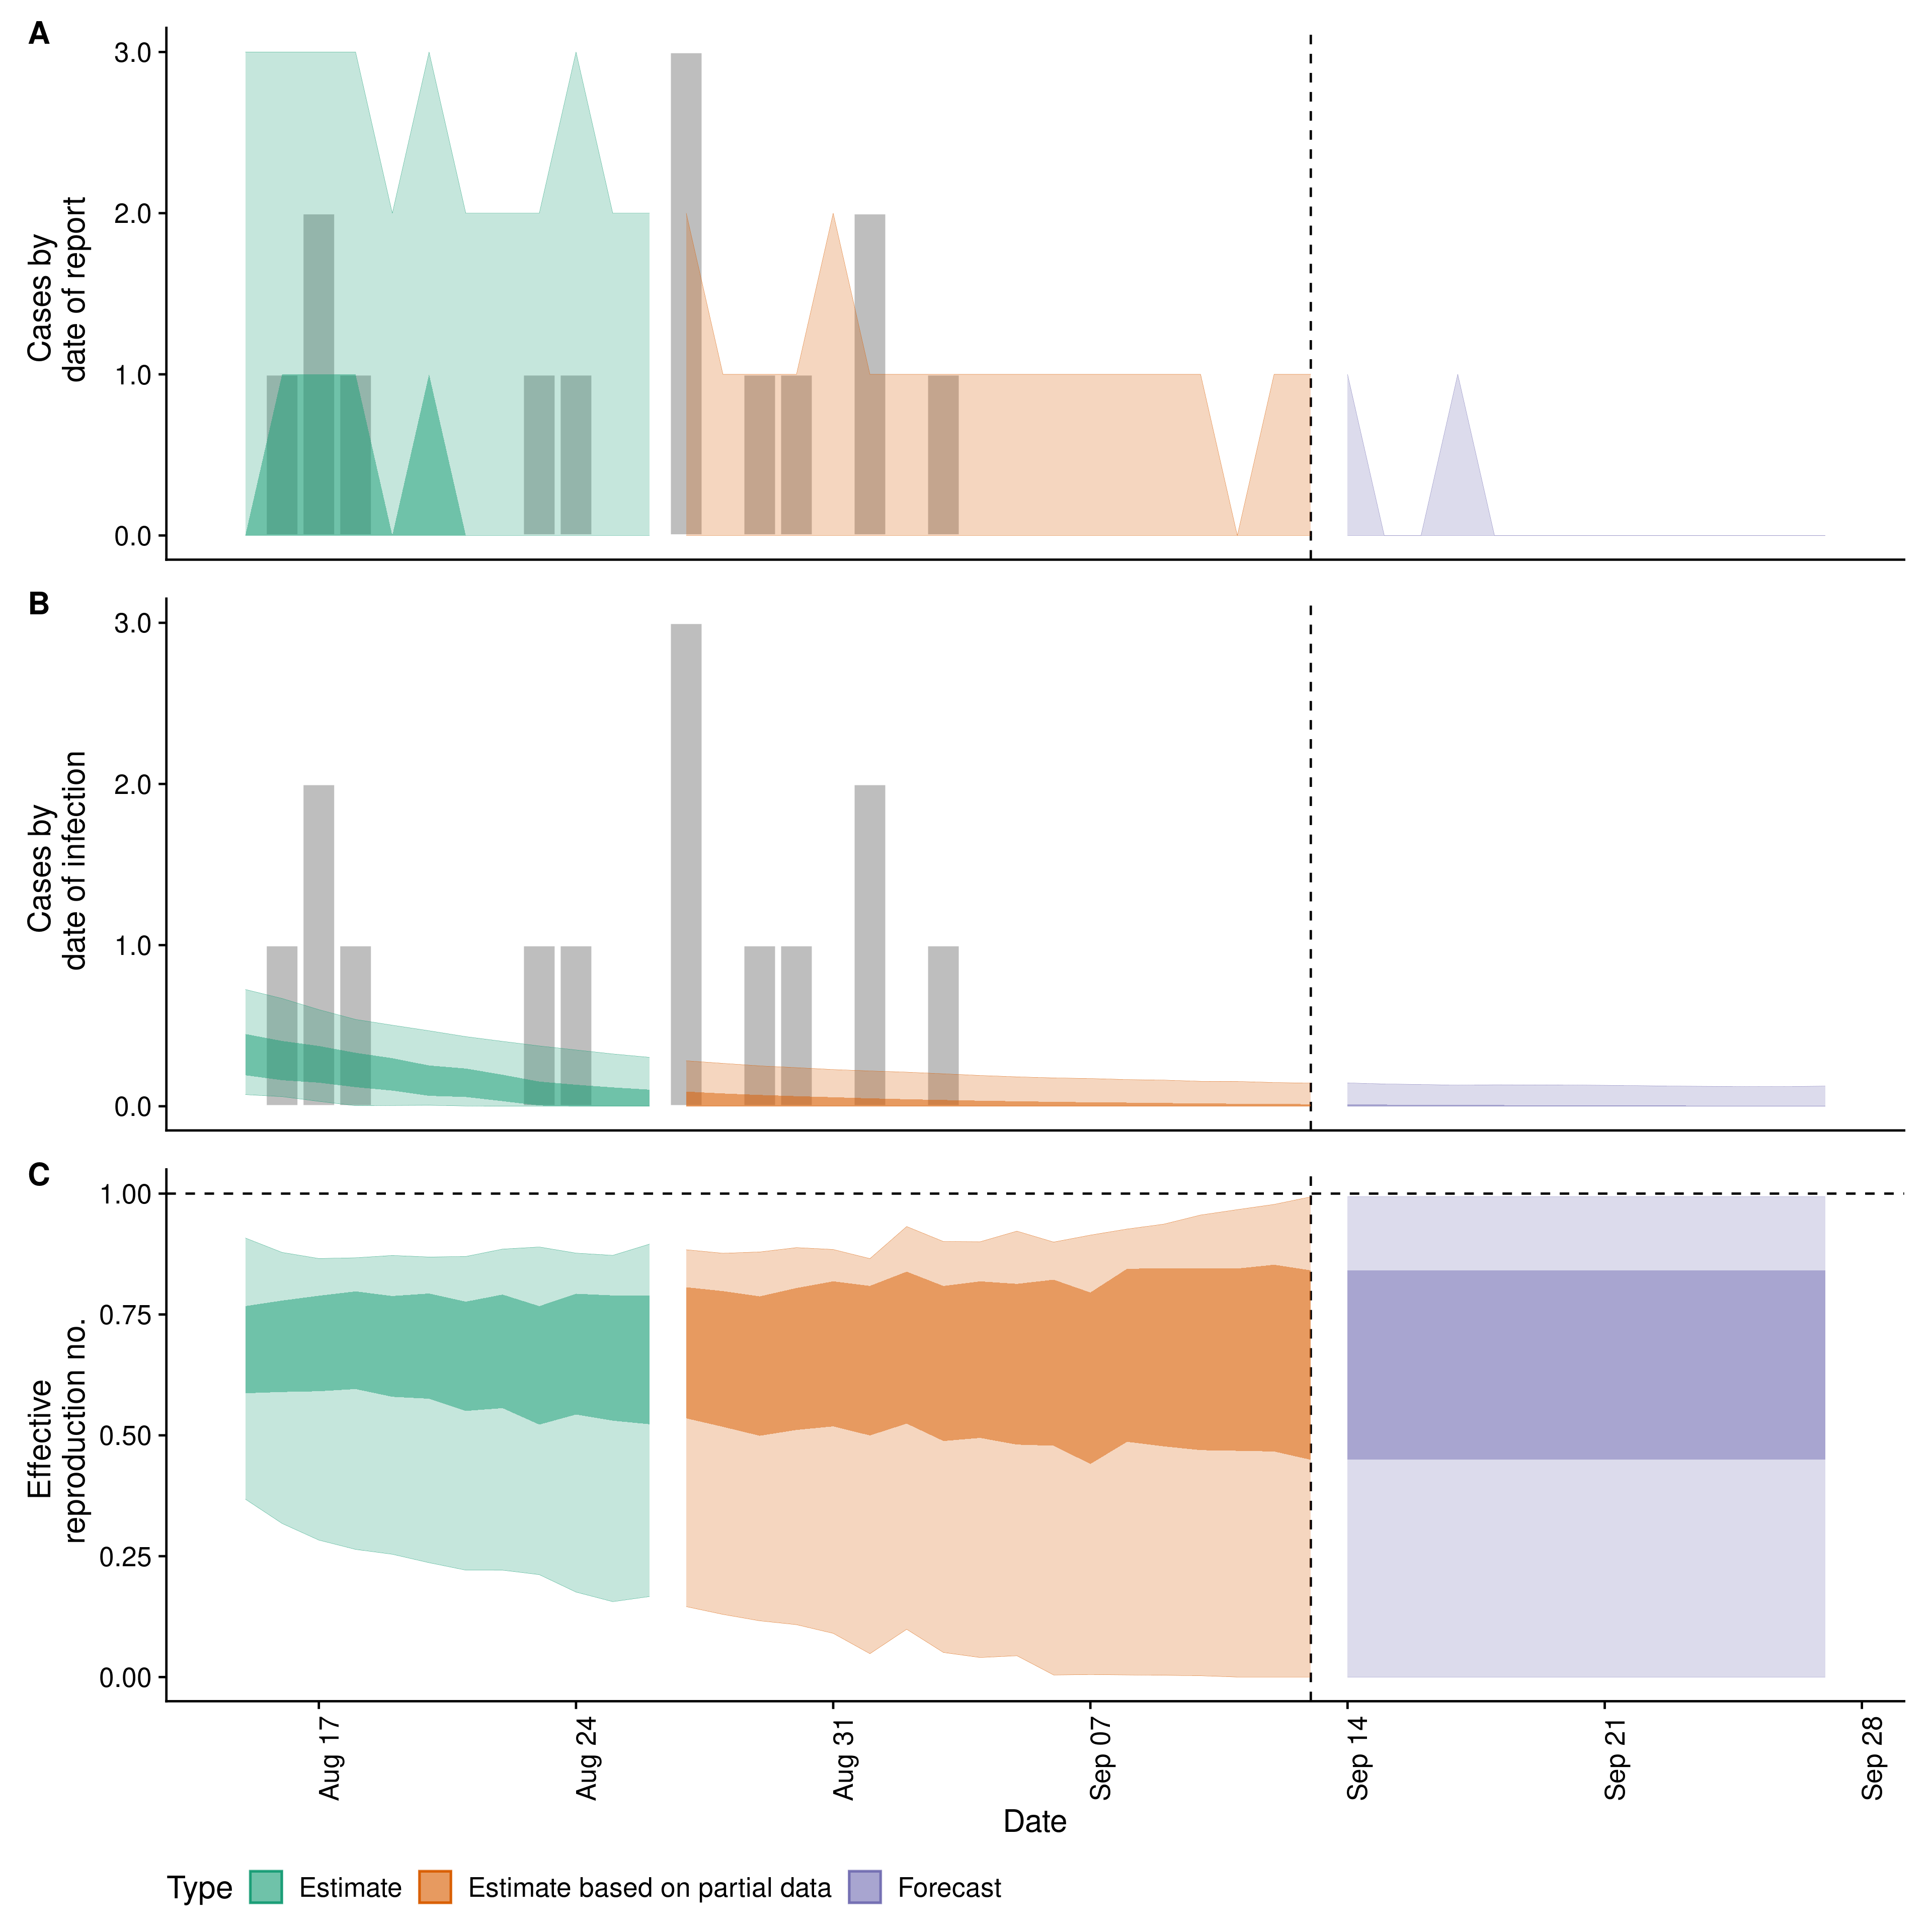 A
3.0
2.0
1.0
0.0
Cases by
date of report
B
3.0
2.0
1.0
0.0
Cases by
date of infection
C
1.00
0.75
0.50
0.25
0.00
Effective
reproduction no.
Aug 17
Aug 24
Aug 31
Sep 07
Sep 14
Sep 21
Sep 28
Date
Type Estimate Estimate based on partial data Forecast